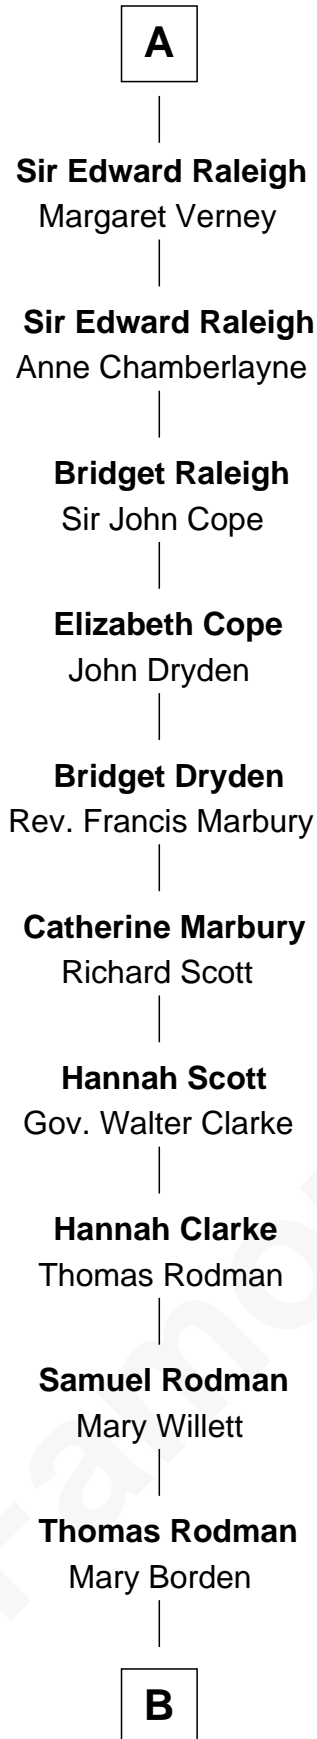 A
Sir Edward Raleigh
Margaret Verney
Sir Edward Raleigh
Anne Chamberlayne
Bridget Raleigh
Sir John Cope
Elizabeth Cope
John Dryden
Bridget Dryden
Rev. Francis Marbury
Catherine Marbury
Richard Scott
Hannah Scott
Gov. Walter Clarke
Hannah Clarke
Thomas Rodman
Samuel Rodman
Mary Willett
Thomas Rodman
Mary Borden
B